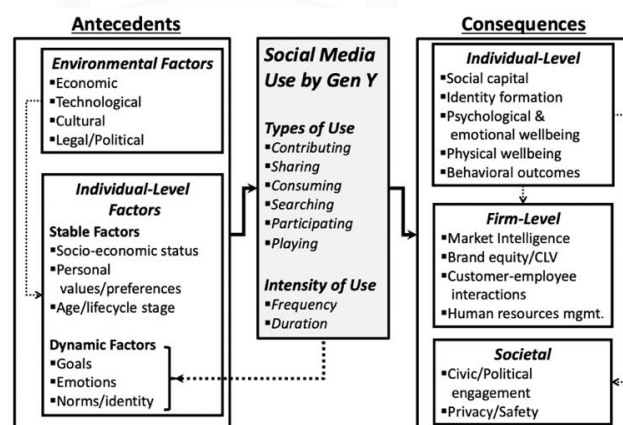 Antecedents
Environmental Factors
▪Economic
▪Technological
▪Cultural
▪Legal/Political
Individual-Level
Factors
Stable Factors
▪Socio-economic status
▪Personal
values/preferences
▪Age/lifecycle stage
Dynamic Factors
▪Goals
▪Emotions
▪Norms/identity
Social Media
Use by Gen Y
Types of Use
▪Contributing
▪Sharing
▪Consuming
▪Searching
▪Participating
▪Playing
Intensity of Use
▪Frequency
▪Duration
Consequences
Individual-Level
▪Social capital
▪Identity formation
▪Psychological &
emotional wellbeing
▪Physical wellbeing
▪Behavioral outcomes
Firm-Level
▪Market Intelligence
▪Brand equity/CLV
▪Customer-employee
interactions
▪Human resources mgmt.
Societal
▪Civic/Political
engagement
▪Privacy/Safety